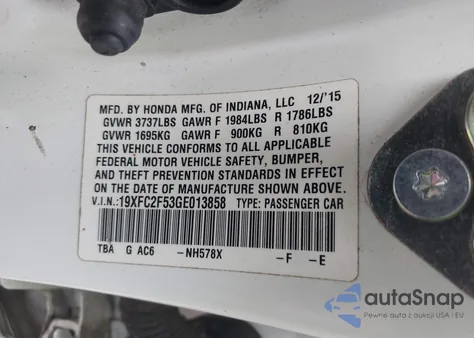 MFD. BY HONDA MFG. OF INDIANA, LLC 12/'15
GVWR 3737LBS GAWR F 1984LBS R 1786LBS
GVWR 1695KG GAWR F 900KG R 810KG
THIS VEHICLE CONFORMS TO ALL APPLICABLE
FEDERAL MOTOR VEHICLE SAFETY, BUMPER,
AND THEFT PREVENTION STANDARDS IN EFFECT
ON THE DATE OF MANUFACTURE SHOWN ABOVE.
V.I.N.:19XFC2F53GE013858 TYPE: PASSENGER CAR
TBA G AC6 -NH578X -F -E
autaSnap
Pewne auta z aukcji USA i EU